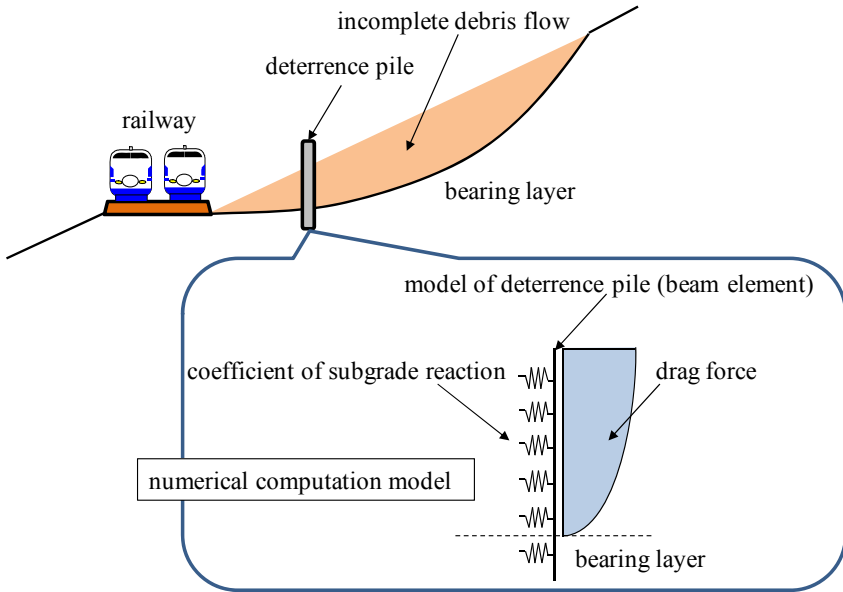 incomplete debris flow
deterrence pile
railway
bearing layer
model of deterrence pile (beam element)
coefficient of subgrade reaction
drag force
numerical computation model
bearing layer